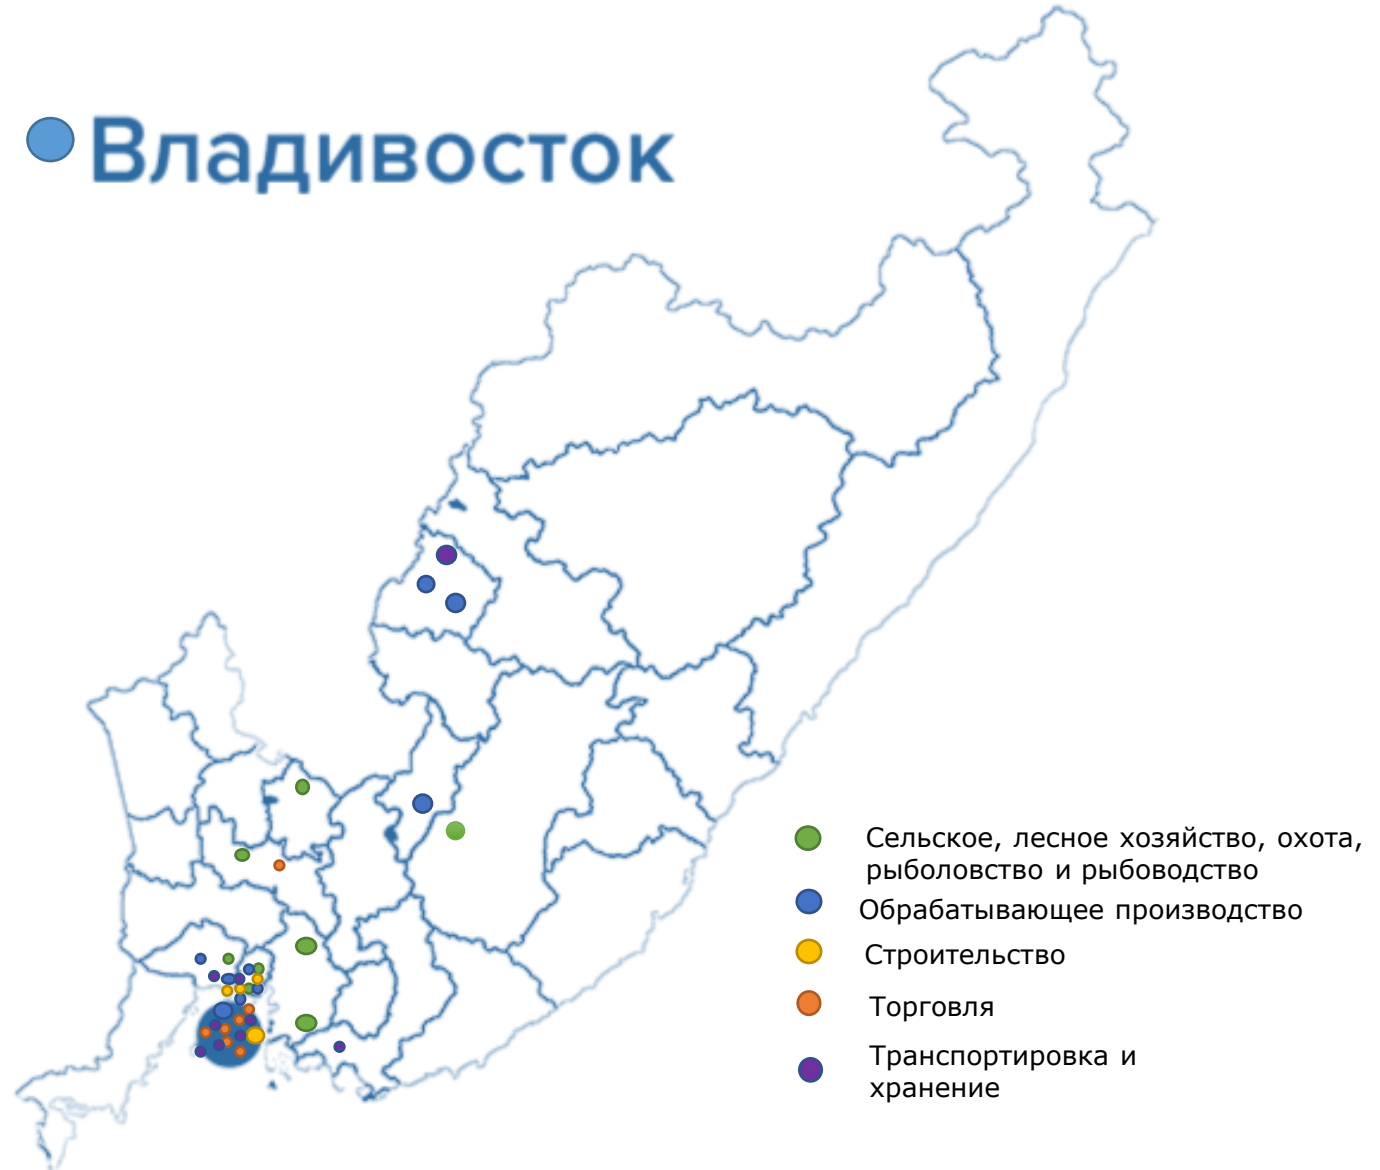 Владивосток
Сельское, лесное хозяйство, охота,
рыболовство и рыбоводство
Обрабатывающее производство
Строительство
Торговля
Транспортировка и
хранение